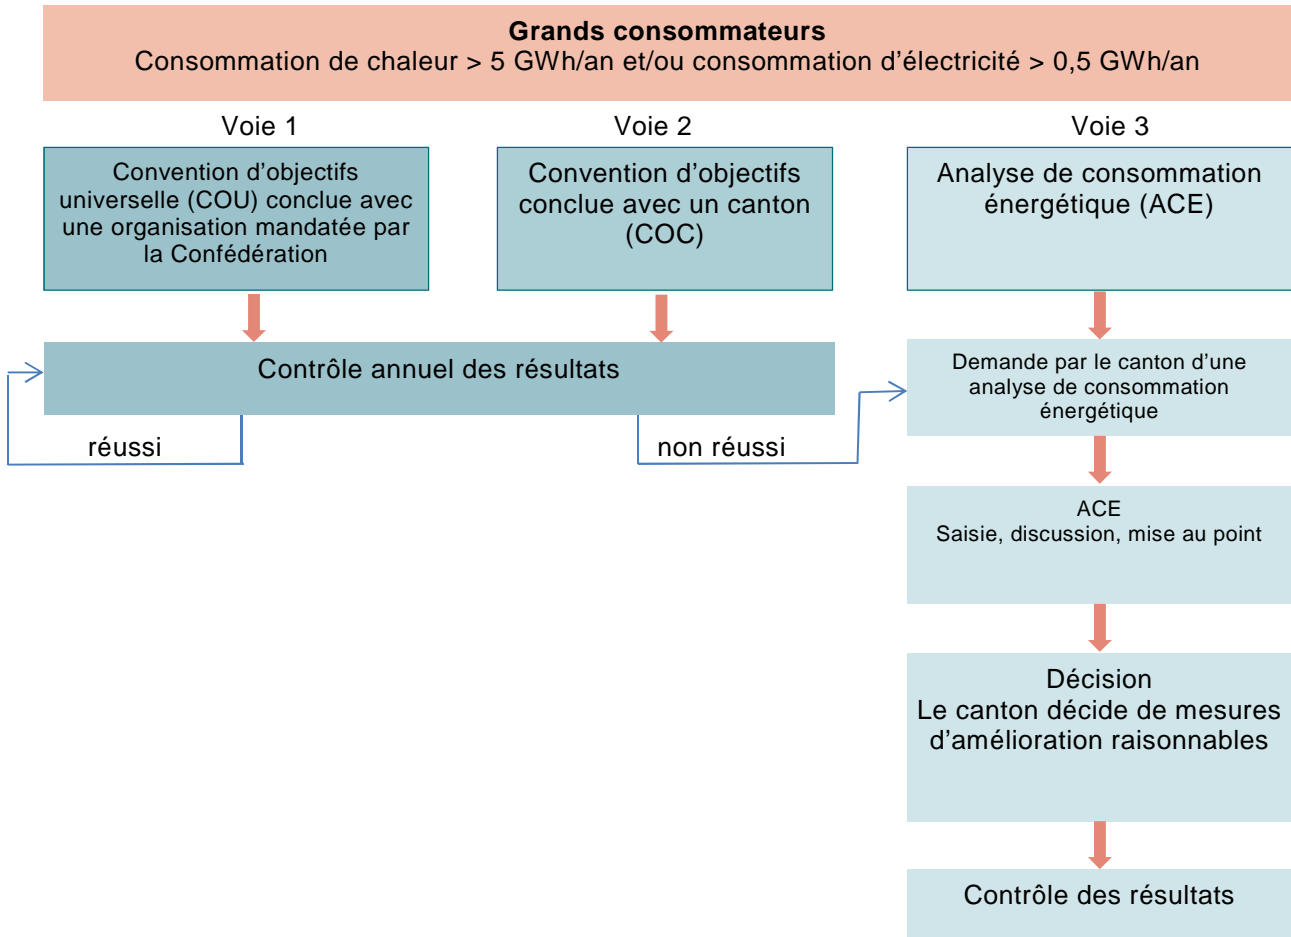 Grands consommateurs
Consommation de chaleur > 5 GWh/an et/ou consommation d’électricité > 0,5 GWh/an
Voie 1
Voie 2
Voie 3
Convention d’objectifs
universelle (COU) conclue avec
une organisation mandatée par
la Confédération
Convention d’objectifs
conclue avec un canton
(COC)
Analyse de consommation
énergétique (ACE)
Contrôle annuel des résultats
Demande par le canton d’une
analyse de consommation
énergétique
réussi
non réussi
ACE
Saisie, discussion, mise au point
Décision
Le canton décide de mesures
d’amélioration raisonnables
Contrôle des résultats